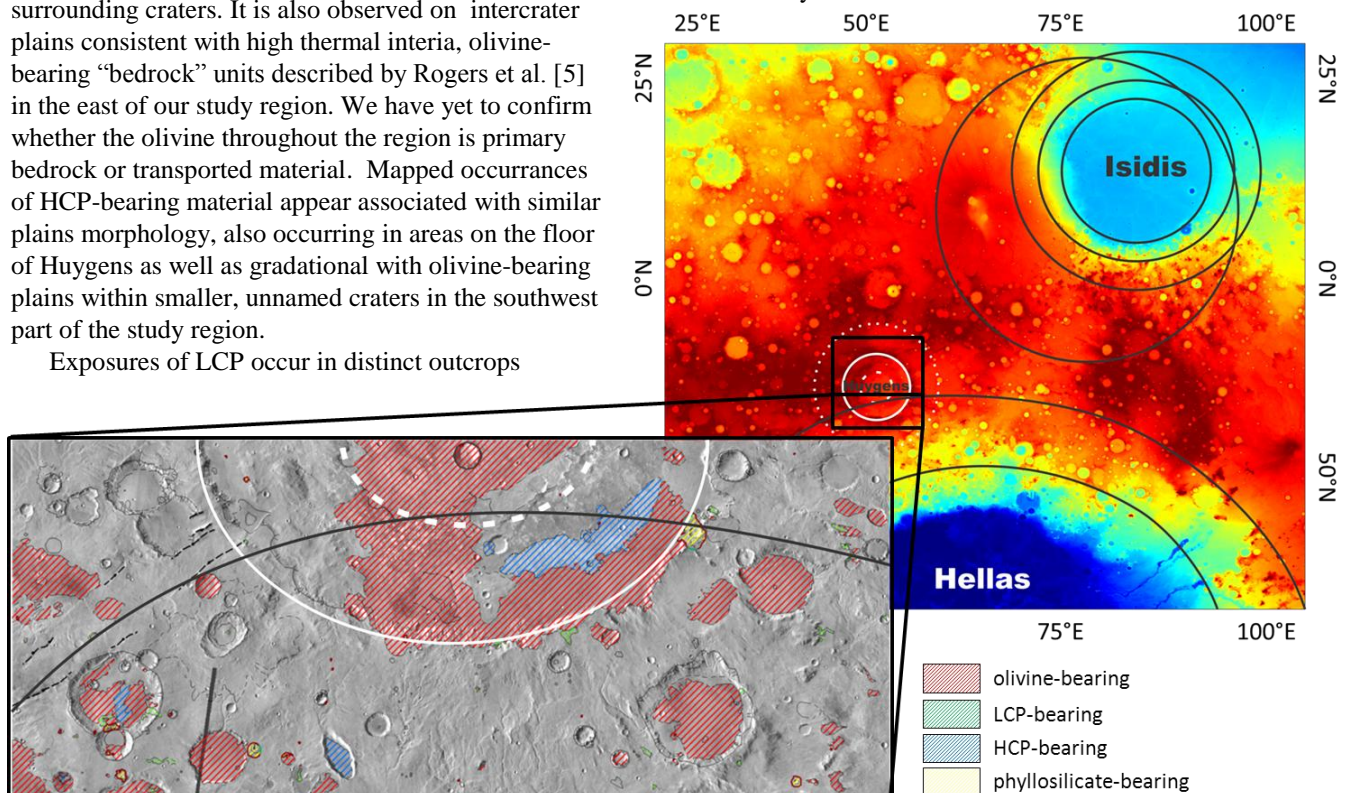 surrounding craters. It is also observed on intercrater
plains consistent with high thermal interia, olivine-
bearing “bedrock” units described by Rogers et al. [5]
in the east of our study region. We have yet to confirm
whether the olivine throughout the region is primary
bedrock or transported material. Mapped occurrances
of HCP-bearing material appear associated with similar
plains morphology, also occurring in areas on the floor
of Huygens as well as gradational with olivine-bearing
plains within smaller, unnamed craters in the southwest
part of the study region.
Exposures of LCP occur in distinct outcrops
25°E 50°E 75°E 100°E
25°N
25°N
Isidis
0°N
0°N
Huygens
50°N
Hellas
75°E 100°E
olivine-bearing
LCP-bearing
HCP-bearing
phyllosilicate-bearing